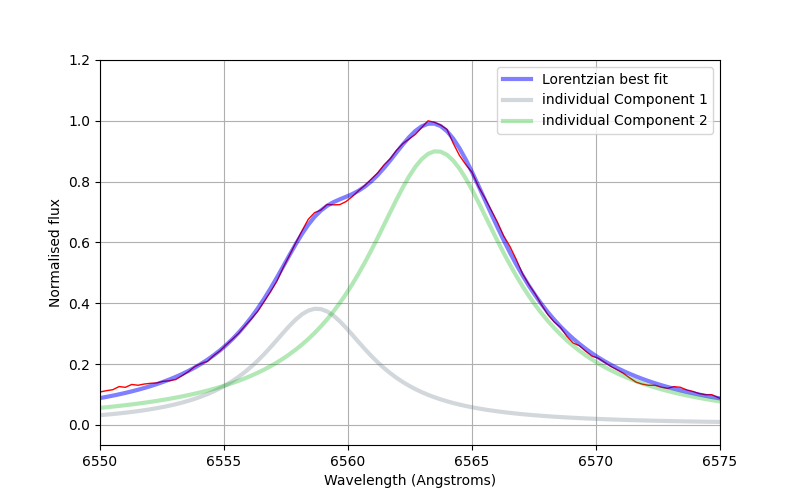 1.2
1.0
0.8
0.6
0.4
0.2
0.0
Normalised flux
Lorentzian best fit
individual Component 1
individual Component 2
6550 6555 6560 6565 6570 6575
Wavelength (Angstroms)